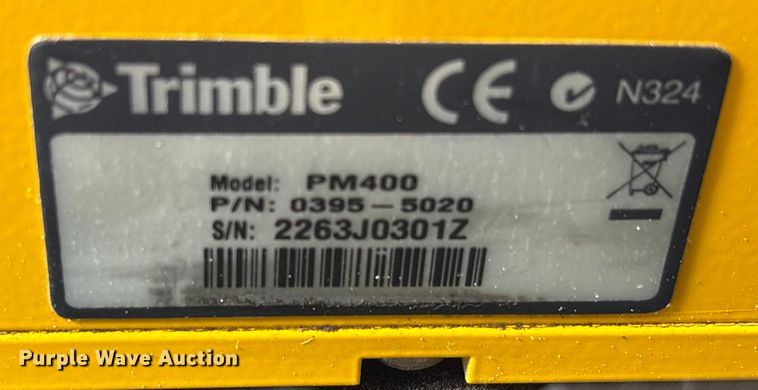 Trimble CE N324
Model: PM400
P/N: 0395-5020
S/N: 2263J0301Z
Purple Wave Auction